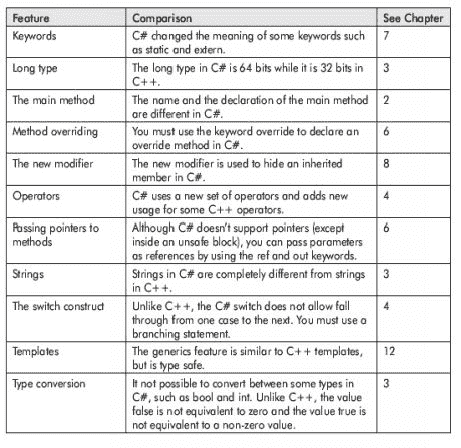 Feature Comparison See Chapter
Keywords C# changed the meaning of some keywords such 7
as static and extern.
Long type The long type in C# is 64 bits while it is 32 bits in 3
C++.
The main method The name and the declaration of the main method 2
are different in C#.
Method overriding You must use the keyword override to declare an 6
override method in C#.
The new modifier The new modifier is used to hide an inherited 8
member in C#.
Operators C# uses a new set of operators and adds new 4
usage for some C++ operators.
Passing pointers to Although C# doesn't support pointers (except 6
methods inside an unsafe block), you can pass parameters
as references by using the ref and out keywords.
Strings Strings in C# are completely different from strings 3
in C++.
The switch construct Unlike C++, the C# switch does not allow fall 4
through from one case to the next. You must use a
branching statement.
Templates The generics feature is similar to C++ templates, 12
but is type safe.
Type conversion It not possible to convert between some types in 3
C#, such as bool and int. Unlike C++, the value
false is not equivalent to zero and the value true is
not equivalent to a non-zero value.